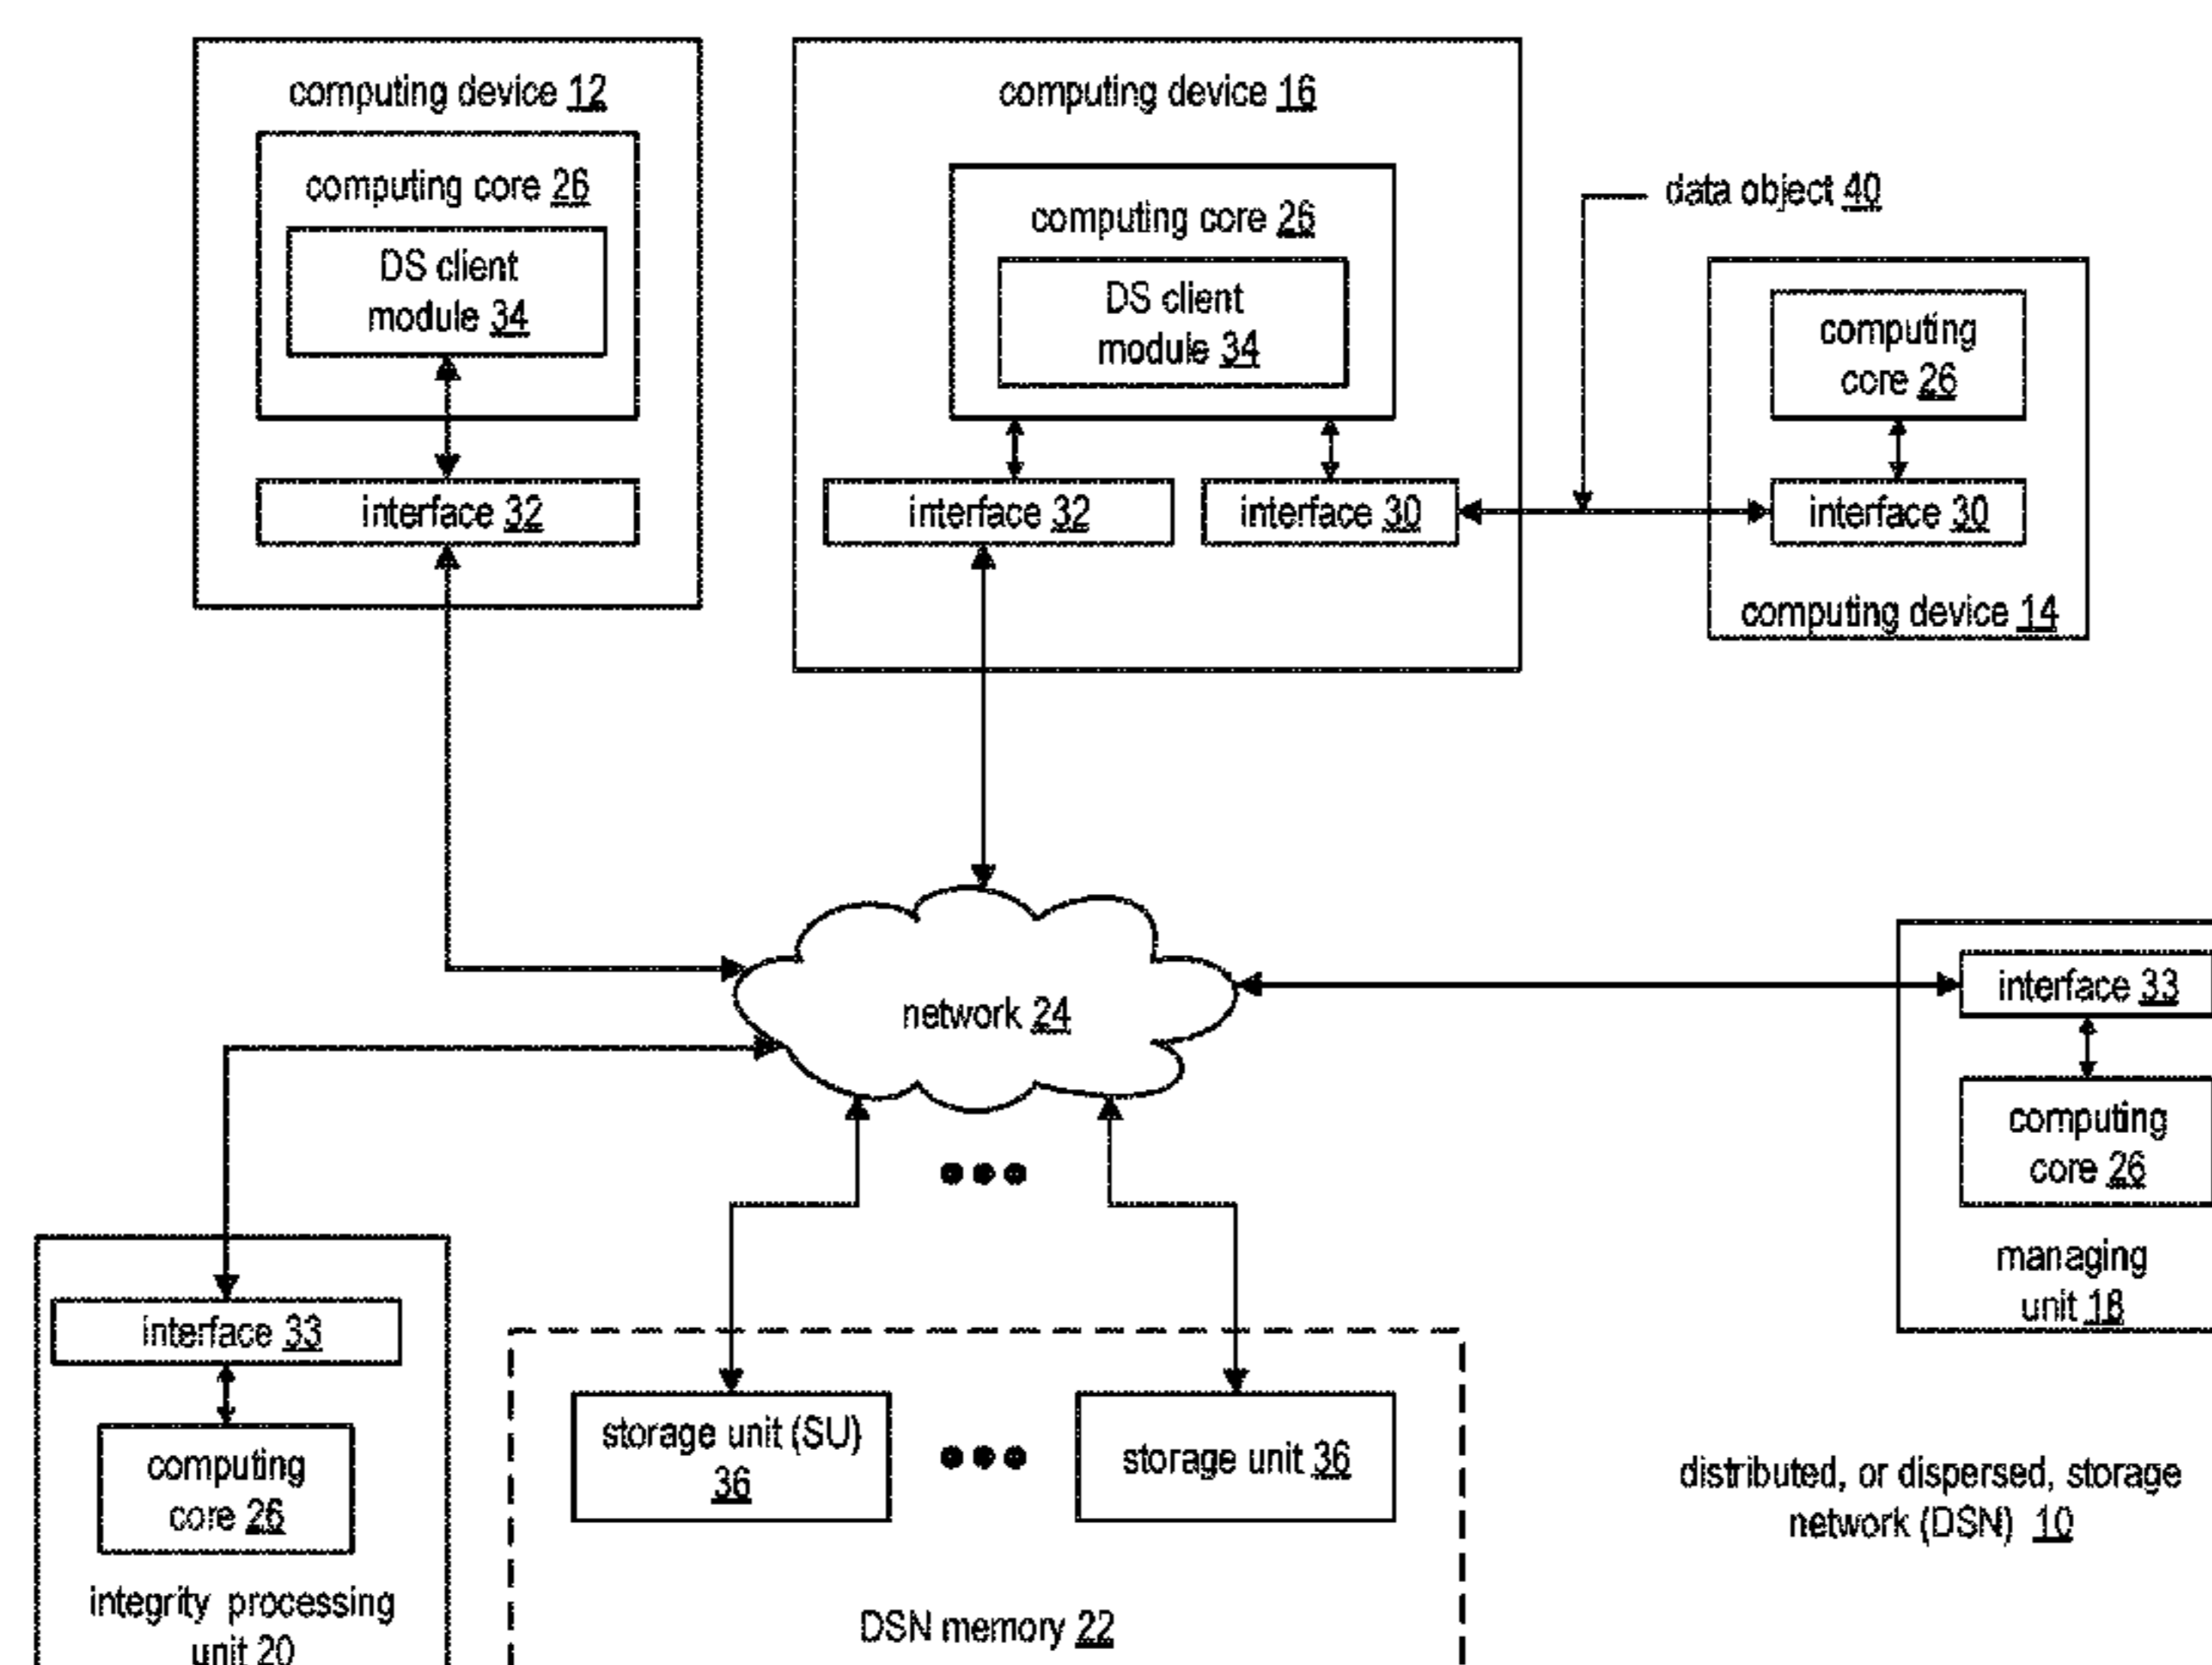 computing device 12
computing core 26
DS client
module 34
interface 32
computing device 16
computing core 26
DS client
module 34
interface 32
interface 30
data object 40
computing
core 26
interface 30
computing device 14
network 24
interface 33
computing
core 26
managing
unit 18
interface 33
computing
core 26
integrity processing
unit 20
storage unit (SU)
36
storage unit 36
DSN memory 22
distributed, or dispersed, storage
network (DSN) 10